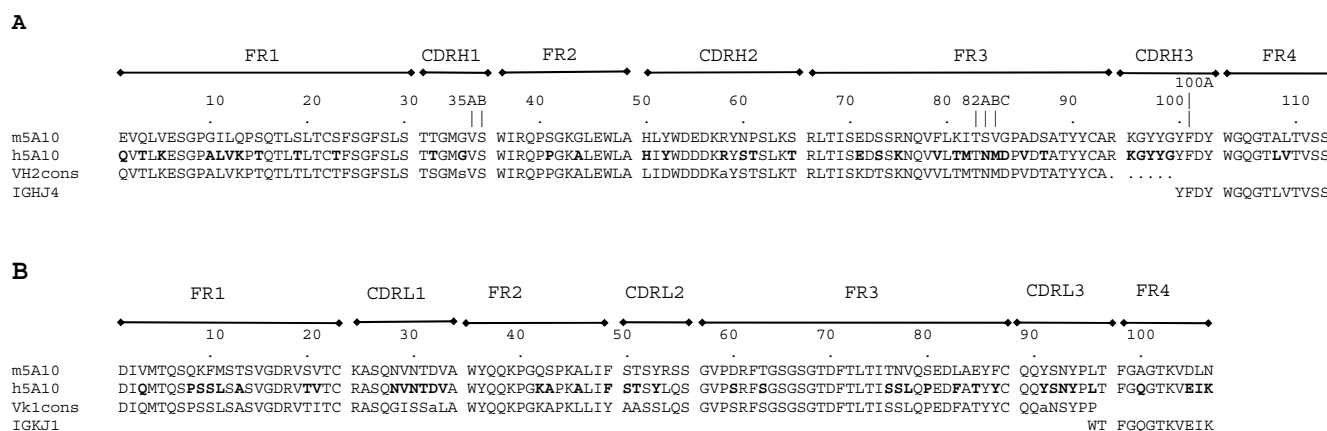 A
FR1 CDRH1 FR2 CDRH2 FR3 CDRH3 FR4
100A
10 20 30 35AB 40 50 60 70 80 82ABC 90 100 110
. . . . . . . . . .
m5A10 EVQLVESGPGILQPSQTLSLTCSFSGFSLS TTGMGVS WIRQPSGKGLEWLA HLYWDEDKRYNPSLKS RLTISEDSSRNQVFLKITSVGPADSATYYCAR KGYYGYFDY WGQGTALTVSS
h5A10 QVTLKESGPALVKPTQTLTLTCTFSGFSLS TTGMGVS WIRQPPGKALEWLA HIYWDDDKRYSTSLKT RLTISEDSSKNQVVLTMTNMDPVDTATYYCAR KGYYGYFDY WGQGTLVTVSS
VH2cons QVTLKESGPALVKPTQTLTLTCTFSGFSLS TSGMsVS WIRQPPGKALEWLA LIDWDDDKaYSTSLKT RLTISKDTSKNQVVLTMTNMDPVDTATYYCA. .....
IGHJ4 YFDY WGQGTLVTVSS
B
FR1 CDRL1 FR2 CDRL2 FR3 CDRL3 FR4
10 20 30 40 50 60 70 80 90 100
. . . . . . . . . .
m5A10 DIVMTQSQKFMSTSVGDRVSVTC KASQNVNTDVA WYQQKPGQSPKALIF STSYRSS GVPDRFTGSGSGTDFTLTITNVQSEDLAEYFC QQYSNYPLT FGAGTKVDLN
h5A10 DIQMTQSPSSLSASVGDRVTVTC RASQNVNTDVA WYQQKPGKAPKALIF STSYLQS GVPSRFSGSGSGTDFTLTISSLQPEDFATYYC QQYSNYPLT FGQGTKVEIK
Vk1cons DIQMTQSPSSLSASVGDRVTITC RASQGISSaLA WYQQKPGKAPKLLIY AASSLQS GVPSRFSGSGSGTDFTLTISSLQPEDFATYYC QQaNSYPP
IGKJ1 WT FGQGTKVEIK